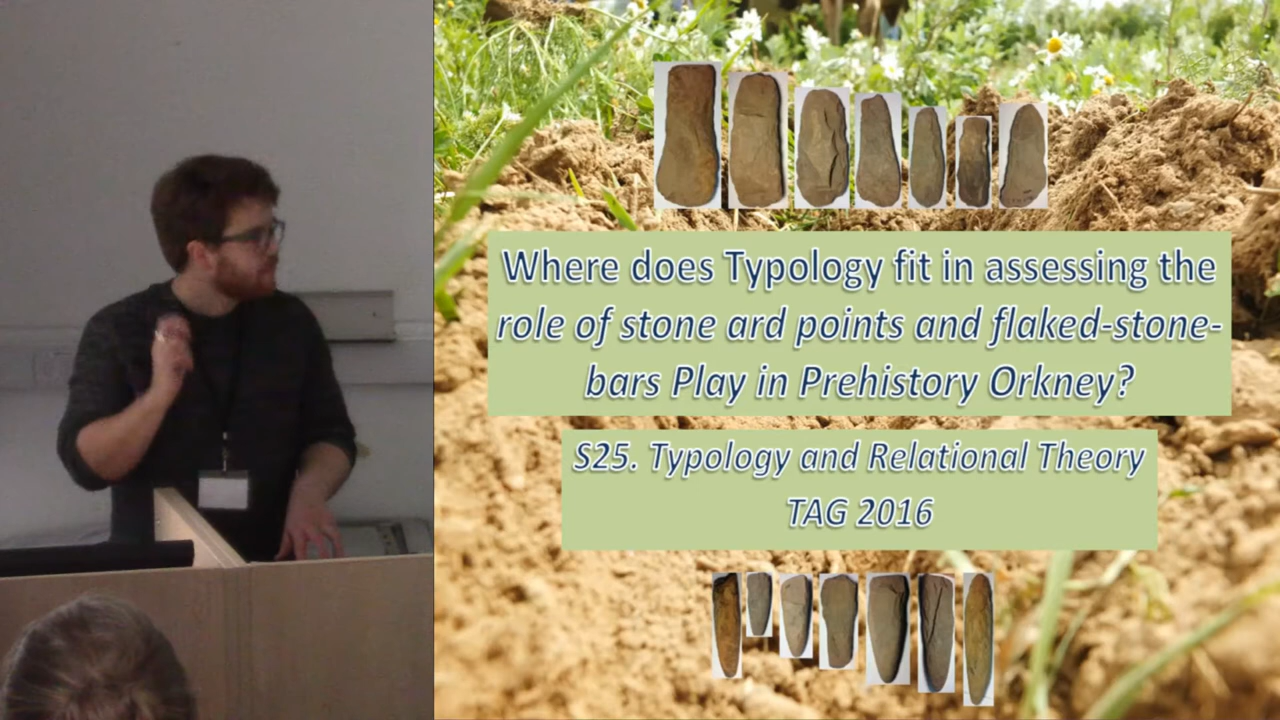 Where does Typology fit in assessing the
role of stone ard points and flaked-stone-
bars Play in Prehistory Orkney?
S25. Typology and Relational Theory
TAG 2016